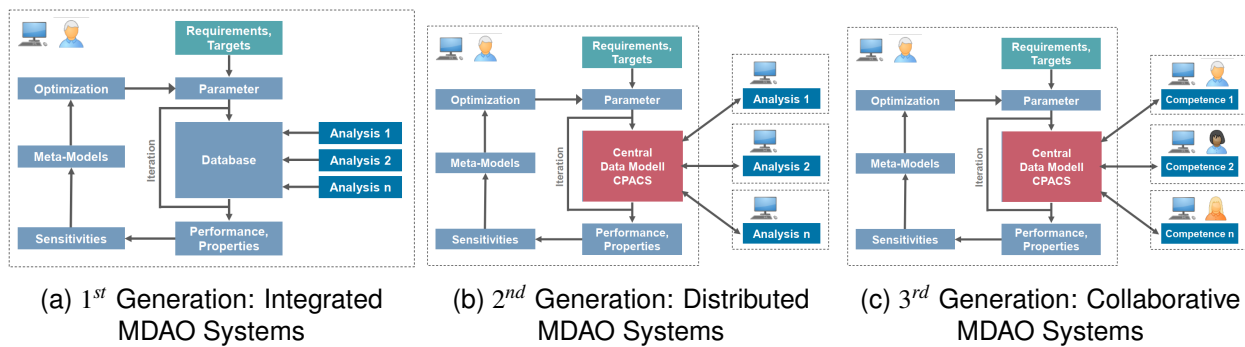 Requirements,
Targets
Optimization
Parameter
Iteration
Meta-Models
Database
Analysis 1
Analysis 2
Analysis n
Sensitivities
Performance,
Properties
(a) 1st Generation: Integrated
MDAO Systems
Requirements,
Targets
Optimization
Parameter
Iteration
Meta-Models
Central
Data Modell
CPACS
Analysis 1
Analysis 2
Analysis n
Sensitivities
Performance,
Properties
(b) 2nd Generation: Distributed
MDAO Systems
Requirements,
Targets
Optimization
Parameter
Iteration
Meta-Models
Central
Data Modell
CPACS
Competence 1
Competence 2
Competence n
Sensitivities
Performance,
Properties
(c) 3rd Generation: Collaborative
MDAO Systems